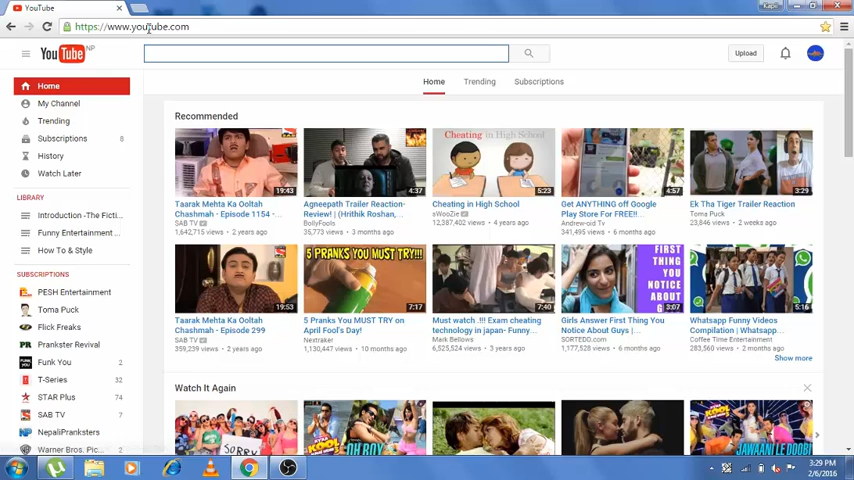 YouTube
Kapil
https://www.youtube.com
YouTube NP
Upload
Home
My Channel
Trending
Subscriptions 8
History
Watch Later
LIBRARY
Introduction -The Ficti...
Funny Entertainment ...
How To & Style
SUBSCRIPTIONS
PESH Entertainment
Toma Puck
Flick Freaks
Prankster Revival
Funk You 2
T-Series 32
STAR Plus 74
SAB TV 9
NepaliPranksters
Warner Bros. Pic...
Home Trending Subscriptions
Recommended
19:43
4:37
Cheating in High School
5:23
4:57
3:29
Taarak Mehta Ka Ooltah
Chashmah - Episode 1154 - ...
SAB TV
1,642,715 views • 2 years ago
Agneepath Trailer Reaction-
Review! | (Hrithik Roshan,...
BollyFools
35,773 views • 3 months ago
Cheating in High School
aWooZie
12,387,402 views • 4 years ago
Get ANYTHING off Google
Play Store For FREE!!...
Andrew-oid Tv
341,495 views • 6 months ago
Ek Tha Tiger Reaction
Toma Puck
23,846 views • 2 weeks ago
19:53
5 PRANKS YOU MUST TRY!!!
7:17
7:40
FIRST
THING
YOU
NOTICE
ABOUT
3:07
5:16
Taarak Mehta Ka Ooltah
Chashmah - Episode 299
SAB TV
359,239 views • 2 years ago
5 Pranks You MUST TRY on
April Fool's Day!
Nextraker
1,130,447 views • 10 months ago
Must watch .!!! Exam cheating
technology in japan- Funny...
Mark Bellows
6,525,524 views • 3 years ago
Girls Answer First Thing You
Notice About Guys |...
SORTEDD.com
1,177,528 views • 6 months ago
Whatsapp Funny Videos
Compilation | Whatsapp...
Coffee Time Entertainment
283,560 views • 2 months ago
Show more
Watch It Again
SORRY
OH BOY
JAWAANI LE DOOBI
3:29 PM
2/6/2016